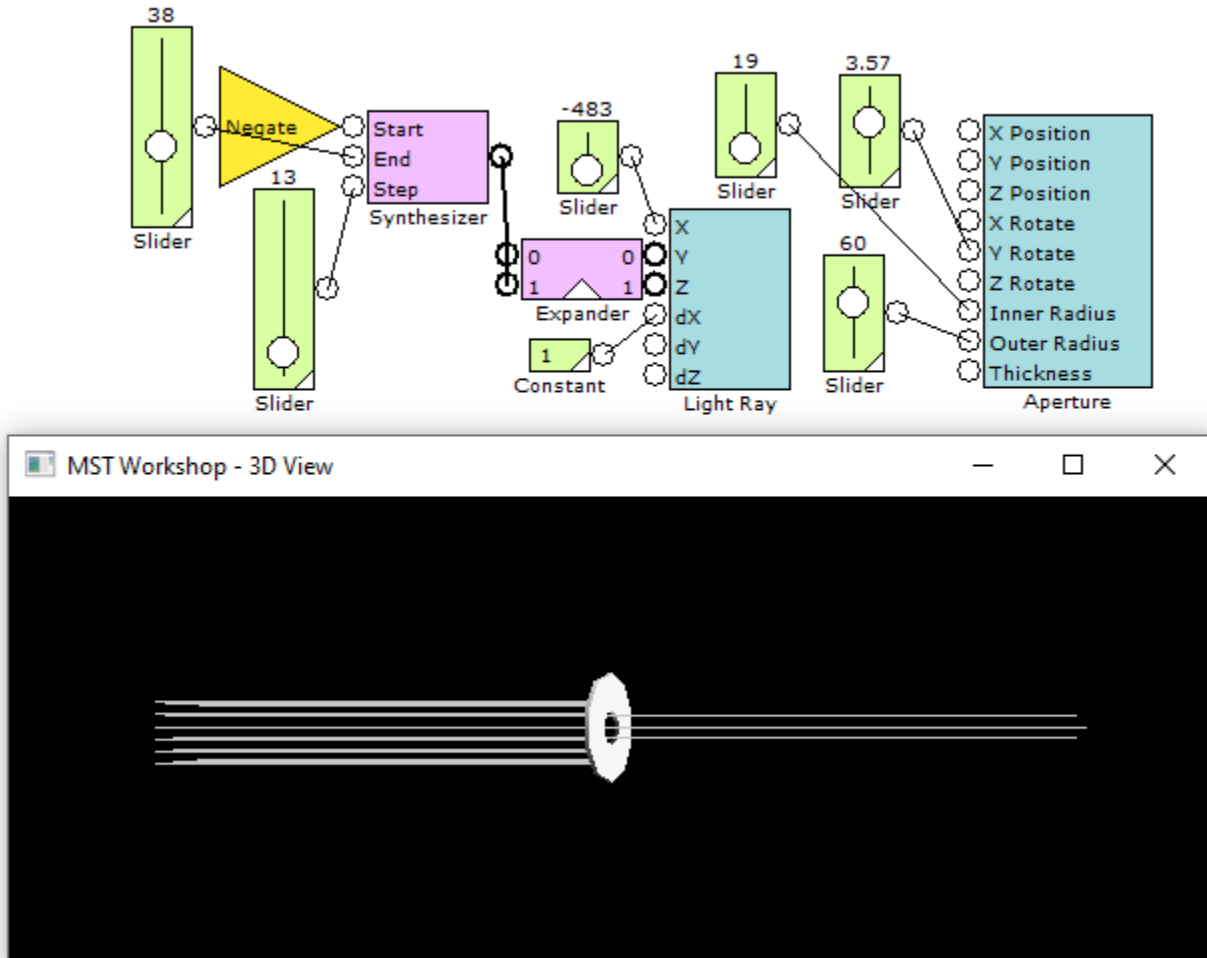 38
Slider
Negate
13
Slider
Start
End
Step
Synthesizer
-483
Slider
0 0
1 1
Expander
1
Constant
X
Y
Z
dX
dY
dZ
Light Ray
19
Slider
3.57
Slider
60
Slider
X Position
Y Position
Z Position
X Rotate
Y Rotate
Z Rotate
Inner Radius
Outer Radius
Thickness
Aperture
MST Workshop - 3D View